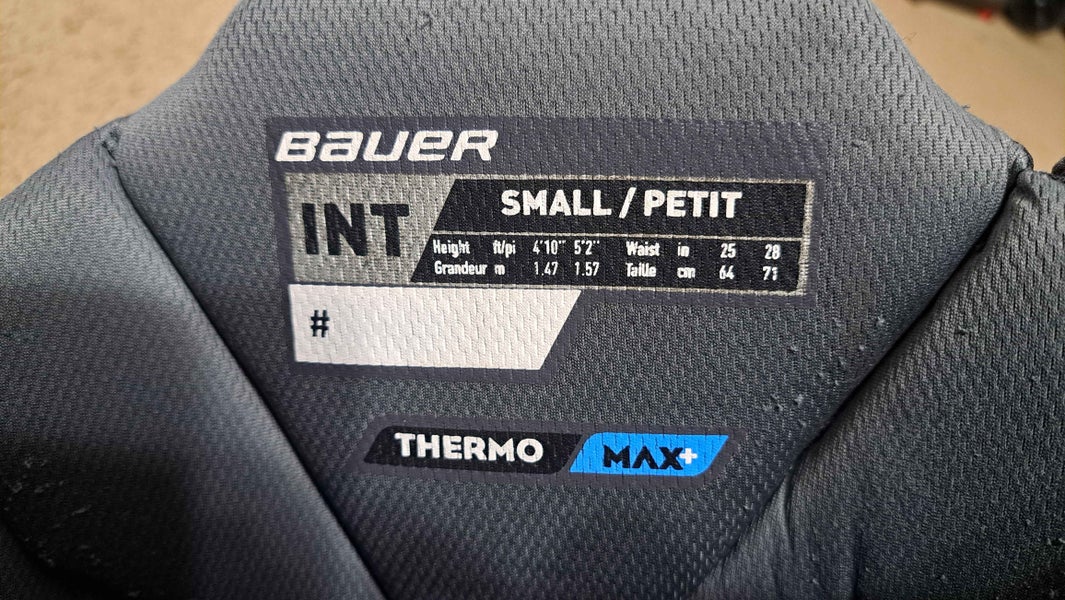 BAUER
INT
SMALL / PETIT
Height ft/pi 4'10" 5'2" Waist in 25 28
Grandeur m 1.47 1.57 Taille cm 64 71
#
THERMO MAX+